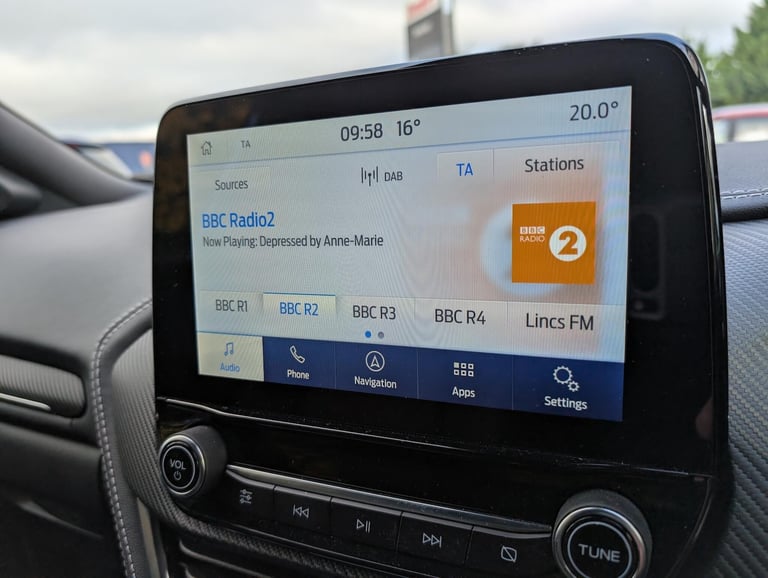 TA
09:58 16°
20.0°
Sources
DAB
TA
Stations
BBC Radio2
Now Playing: Depressed by Anne-Marie
BBC
RADIO
2
BBC R1
BBC R2
BBC R3
BBC R4
Lincs FM
Audio
Phone
Navigation
Apps
Settings
VOL
TUNE